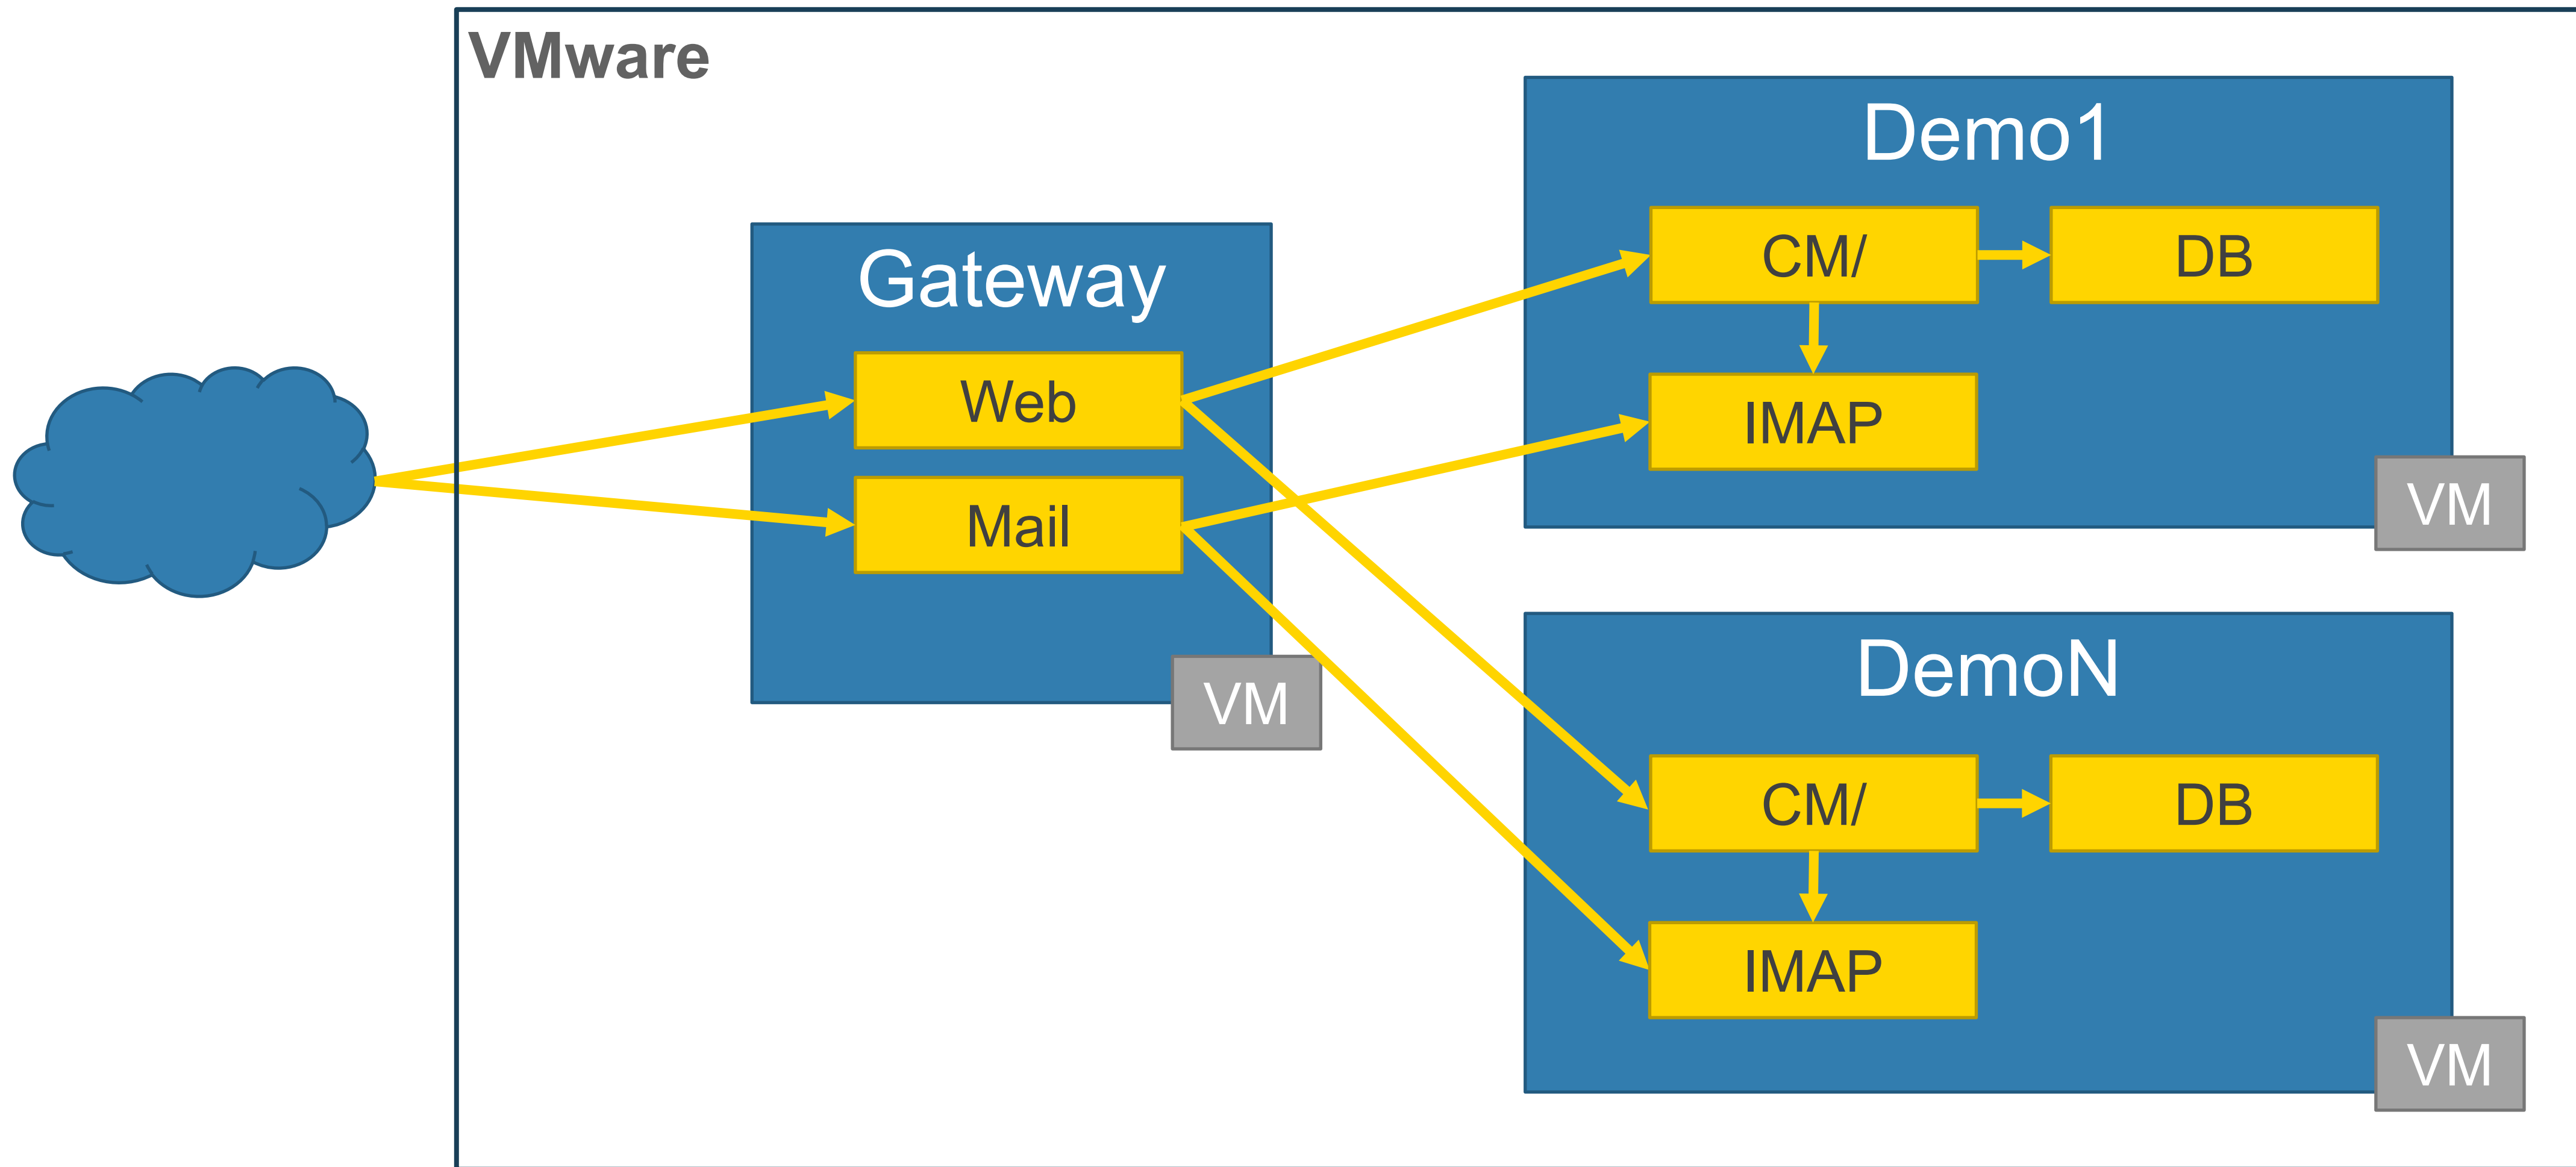 VMware
Gateway
Web
Mail
VM
Demo1
CM/
DB
IMAP
VM
DemoN
CM/
DB
IMAP
VM